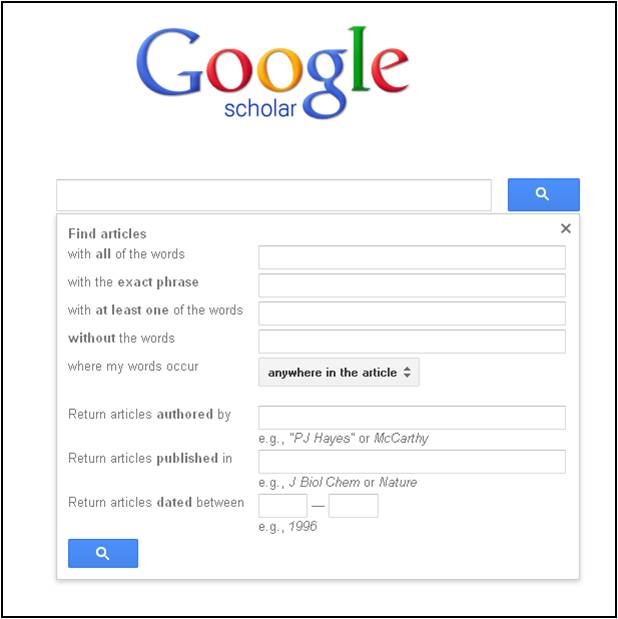 Google
scholar
Find articles
with all of the words
with the exact phrase
with at least one of the words
without the words
where my words occur
anywhere in the article
Return articles authored by
e.g., "PJ Hayes" or McCarthy
Return articles published in
e.g., J Biol Chem or Nature
Return articles dated between
—
e.g., 1996